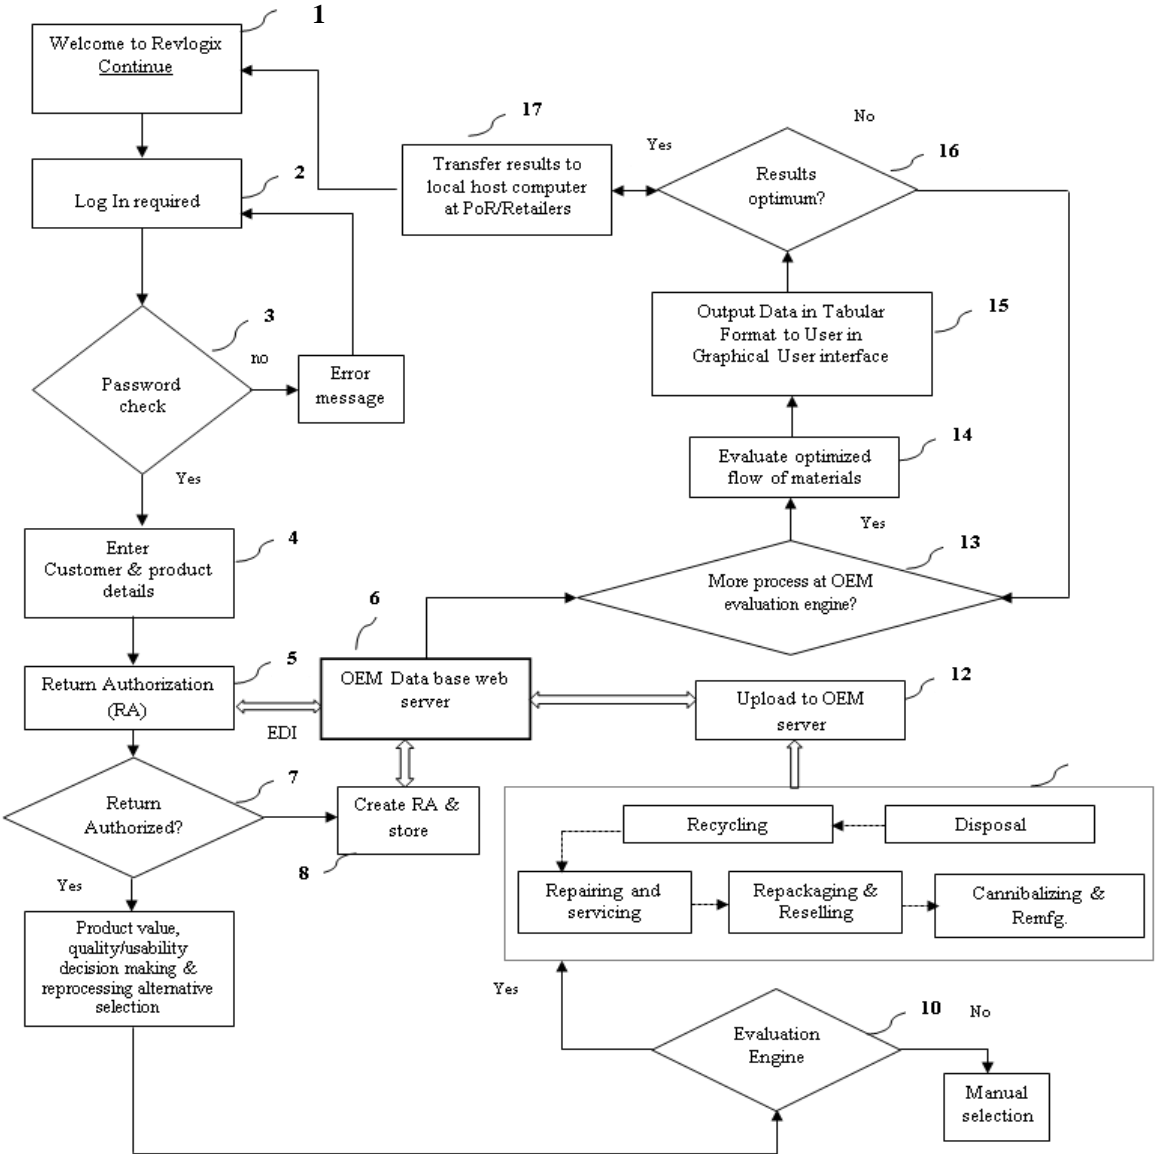 1
Welcome to Revlogix
Continue
2
Log In required
3
Password
check
no
Error
message
Yes
4
Enter
Customer & product
details
5
Return Authorization
(RA)
EDI
6
OEM Data base web
server
7
Return
Authorized?
Yes
Create RA &
store
8
Product value,
quality/usability
decision making &
reprocessing alternative
selection
10
Evaluation
Engine
No
Manual
selection
Yes
Recycling
Disposal
Repairing and
servicing
Repackaging &
Reselling
Cannibalizing &
Remfg.
12
Upload to OEM
server
13
More process at OEM
evaluation engine?
Yes
14
Evaluate optimized
flow of materials
15
Output Data in Tabular
Format to User in
Graphical User interface
16
Results
optimum?
No
Yes
17
Transfer results to
local host computer
at PoR/Retailers